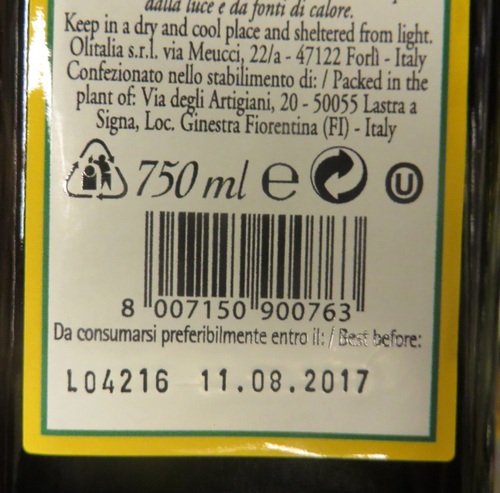 dalla luce e da fonti di calore.
Keep in a dry and cool place and sheltered from light.
Olitalia s.r.l. via Meucci, 22/a - 47122 Forlì - Italy
Confezionato nello stabilimento di: / Packed in the
plant of: Via degli Artigiani, 20 - 50055 Lastra a
Signa, Loc. Ginestra Fiorentina (FI) - Italy
750 ml e U
8 007150 900763
Da consumarsi preferibilmente entro il: / Best before:
L04216 11.08.2017